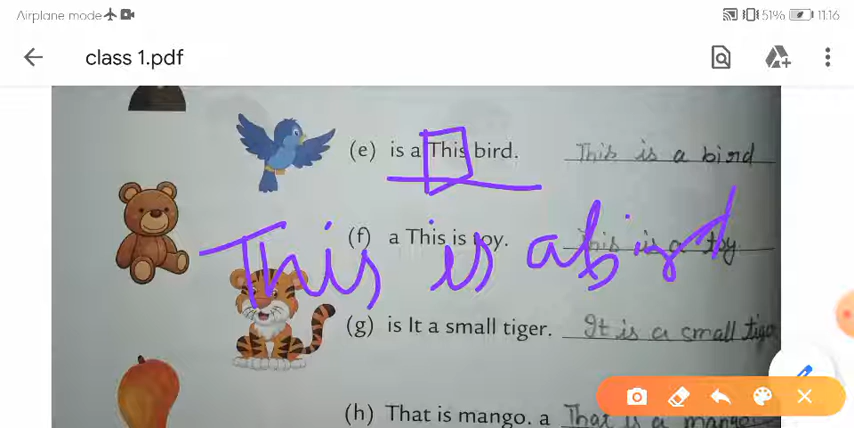 Airplane mode 51% 11:16
class 1.pdf
(e) is a This bird. This is a bird
This is a bird
(f) a This is toy. This is a toy
(g) is It a small tiger. It is a small tiger
(h) That is mango. a That is a mango.